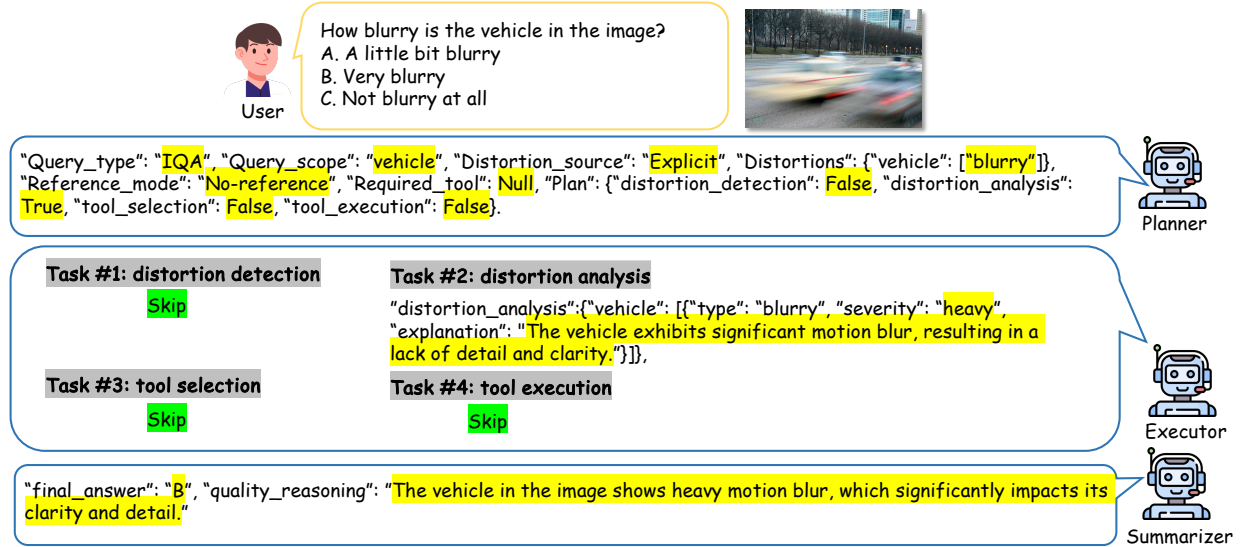 How blurry is the vehicle in the image?
A. A little bit blurry
B. Very blurry
C. Not blurry at all
User
“Query_type”: “IQA”, “Query_scope”: “vehicle”, “Distortion_source”: “Explicit”, “Distortions”: {“vehicle”: [“blurry”]},
“Reference_mode”: “No-reference”, “Required_tool”: Null, ”Plan”: {“distortion_detection”: False, “distortion_analysis”:
True, “tool_selection”: False, “tool_execution”: False}.
Planner
Task #1: distortion detection
Skip
Task #2: distortion analysis
”distortion_analysis”:{“vehicle”: [{“type”: “blurry”, ”severity”: “heavy”,
“explanation”: "The vehicle exhibits significant motion blur, resulting in a
lack of detail and clarity.”}]},
Task #3: tool selection
Skip
Task #4: tool execution
Skip
Executor
“final_answer”: “B”, “quality_reasoning”: ”The vehicle in the image shows heavy motion blur, which significantly impacts its
clarity and detail.”
Summarizer